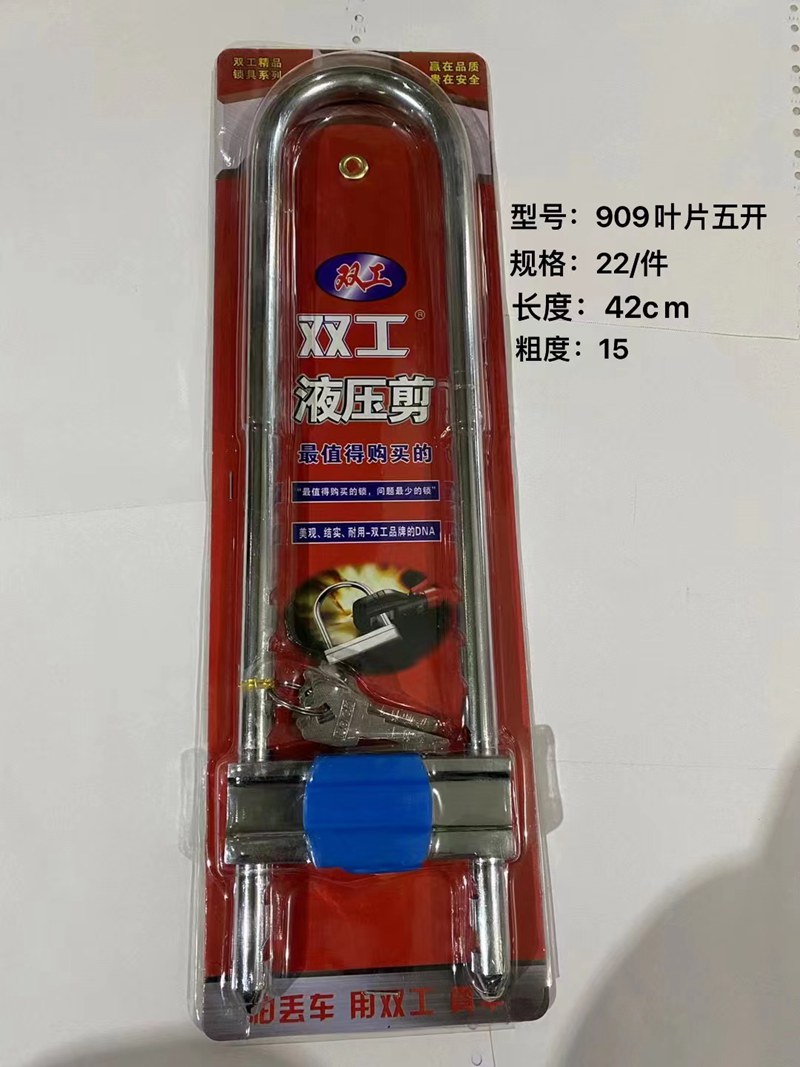 双工精品
锁具系列
赢在品质
贵在安全
型号：909叶片五开
规格：22/件
长度：42cm
粗度：15
双工
双工®
液压剪
最值得购买的
“最值得购买的锁，问题最少的锁”
美观、结实、耐用-双工品牌的DNA
怕丢车 用双工